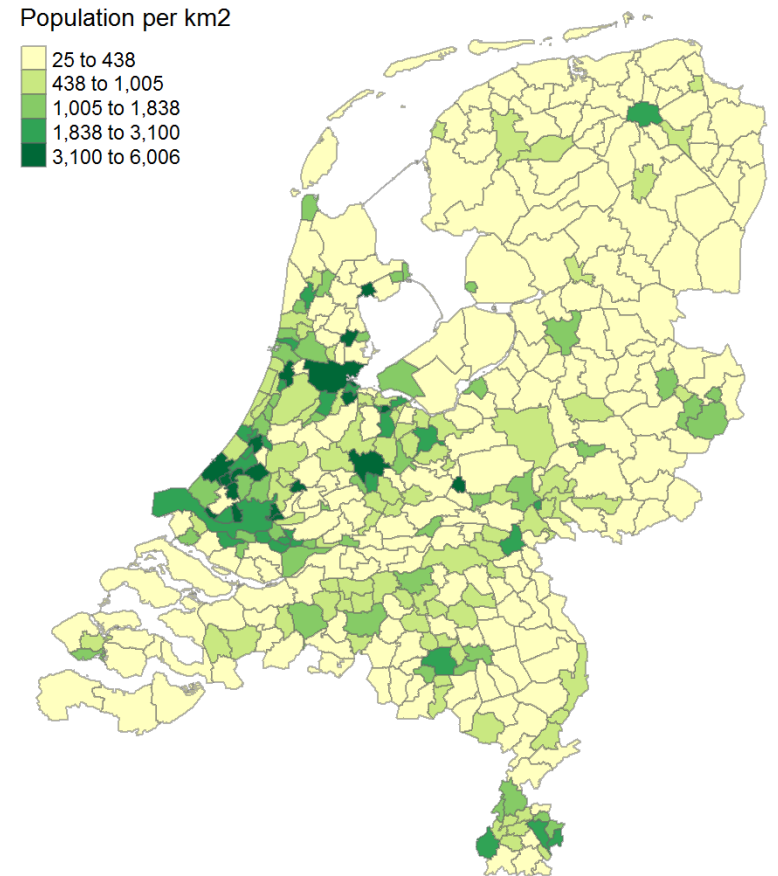 Population per km2
25 to 438
438 to 1,005
1,005 to 1,838
1,838 to 3,100
3,100 to 6,006